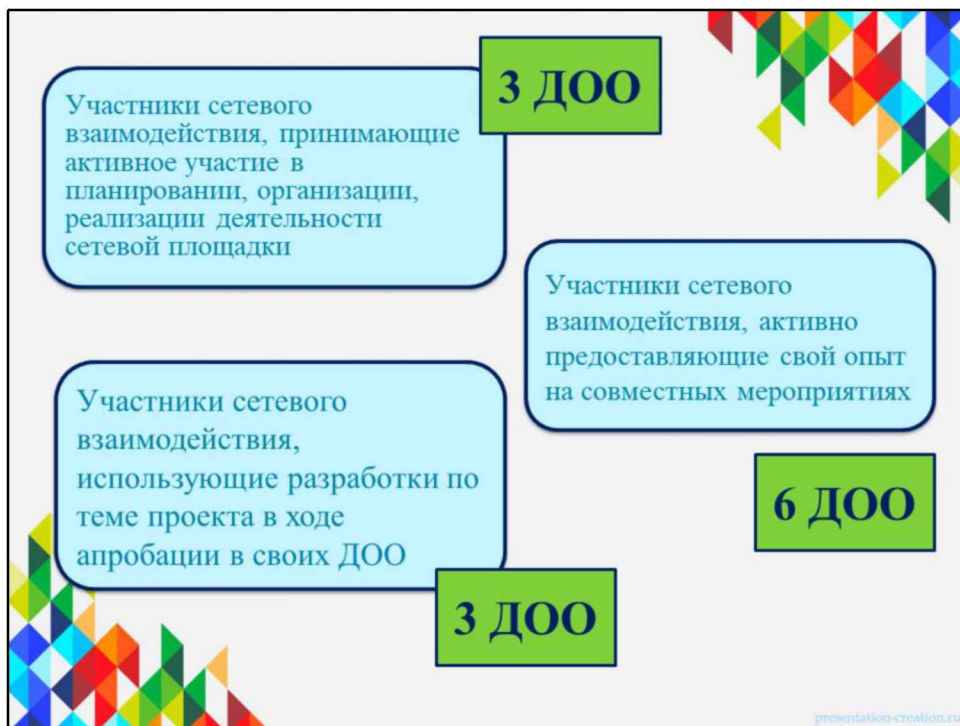 3 ДОО
Участники сетевого
взаимодействия, принимающие
активное участие в
планировании, организации,
реализации деятельности
сетевой площадки
Участники сетевого
взаимодействия, активно
предоставляющие свой опыт
на совместных мероприятиях
6 ДОО
Участники сетевого
взаимодействия,
использующие разработки по
теме проекта в ходе
апробации в своих ДОО
3 ДОО
presentation-creation.ru